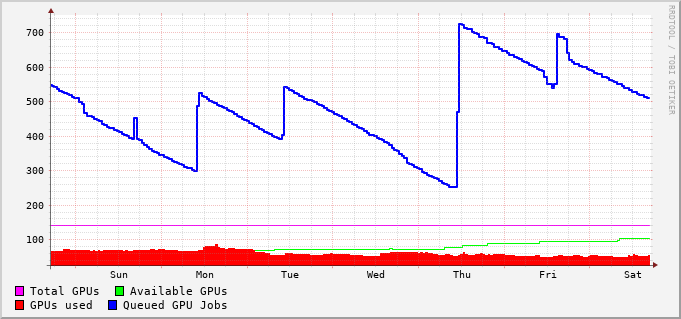 RRDTOOL / TOBI OETIKER
700
600
500
400
300
200
100
Sun Mon Tue Wed Thu Fri Sat
Total GPUs Available GPUs
GPUs used Queued GPU Jobs